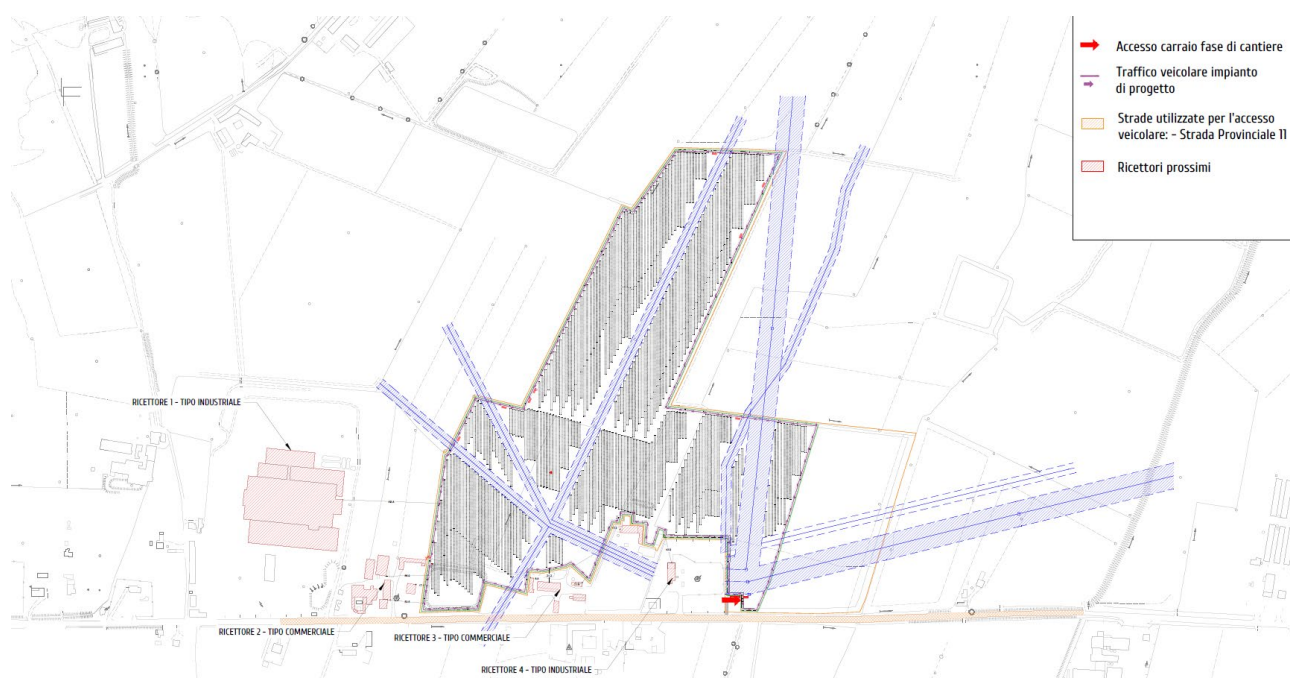 Accesso carraio fase di cantiere
Traffico veicolare impianto
di progetto
Strade utilizzate per l'accesso
veicolare: - Strada Provinciale 11
Ricettori prossimi
RICETTORE 1 - TIPO INDUSTRIALE
RICETTORE 2 - TIPO COMMERCIALE
RICETTORE 3 - TIPO COMMERCIALE
RICETTORE 4 - TIPO INDUSTRIALE